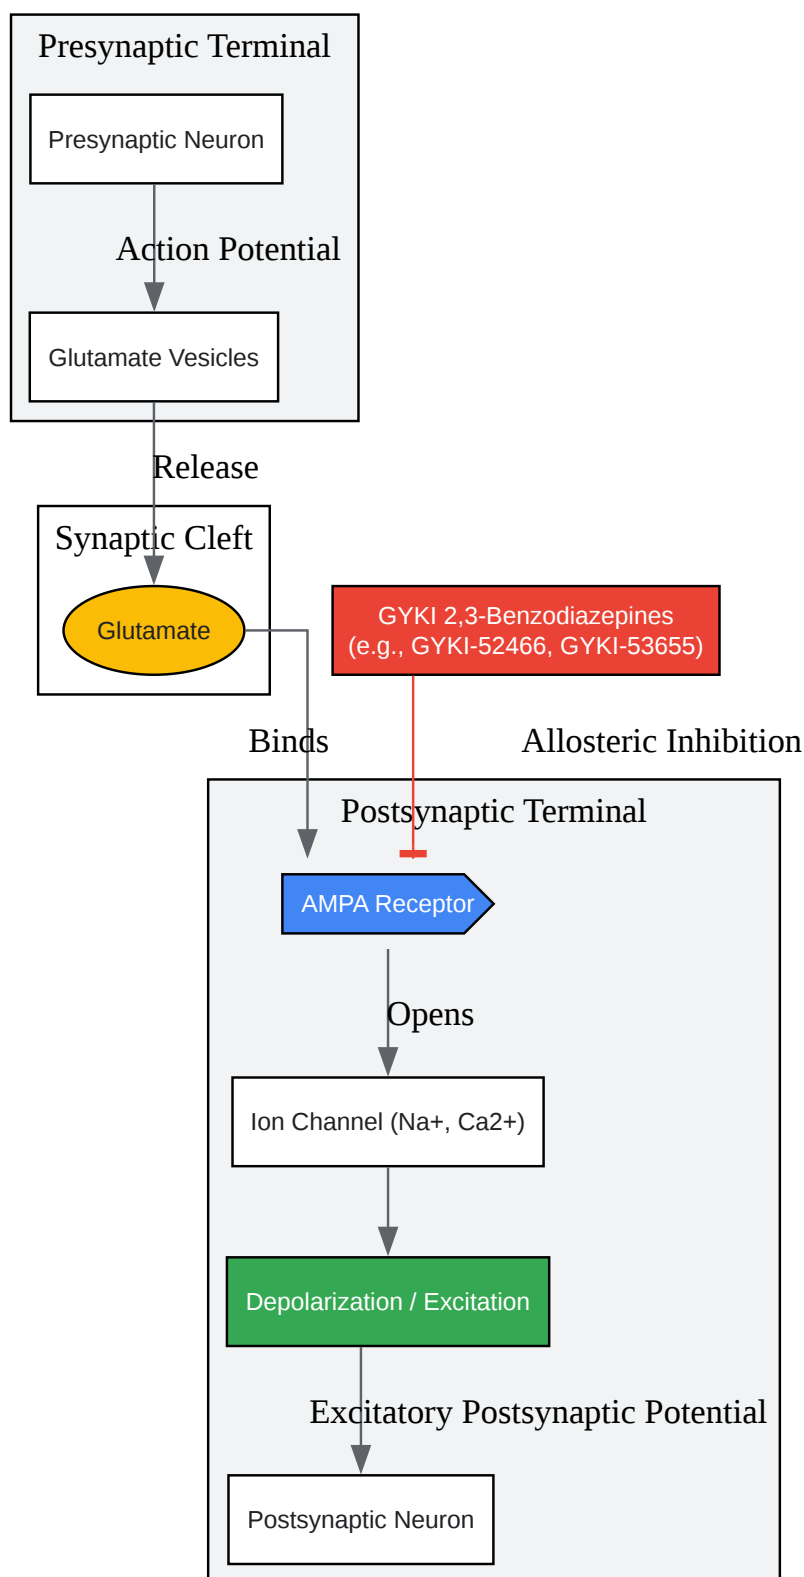 Presynaptic Terminal
Presynaptic Neuron
Action Potential
Glutamate Vesicles
Release
Synaptic Cleft
Glutamate
GYKI 2,3-Benzodiazepines
(e.g., GYKI-52466, GYKI-53655)
Binds
Allosteric Inhibition
Postsynaptic Terminal
AMPA Receptor
Opens
Ion Channel (Na+, Ca2+)
Depolarization / Excitation
Excitatory Postsynaptic Potential
Postsynaptic Neuron